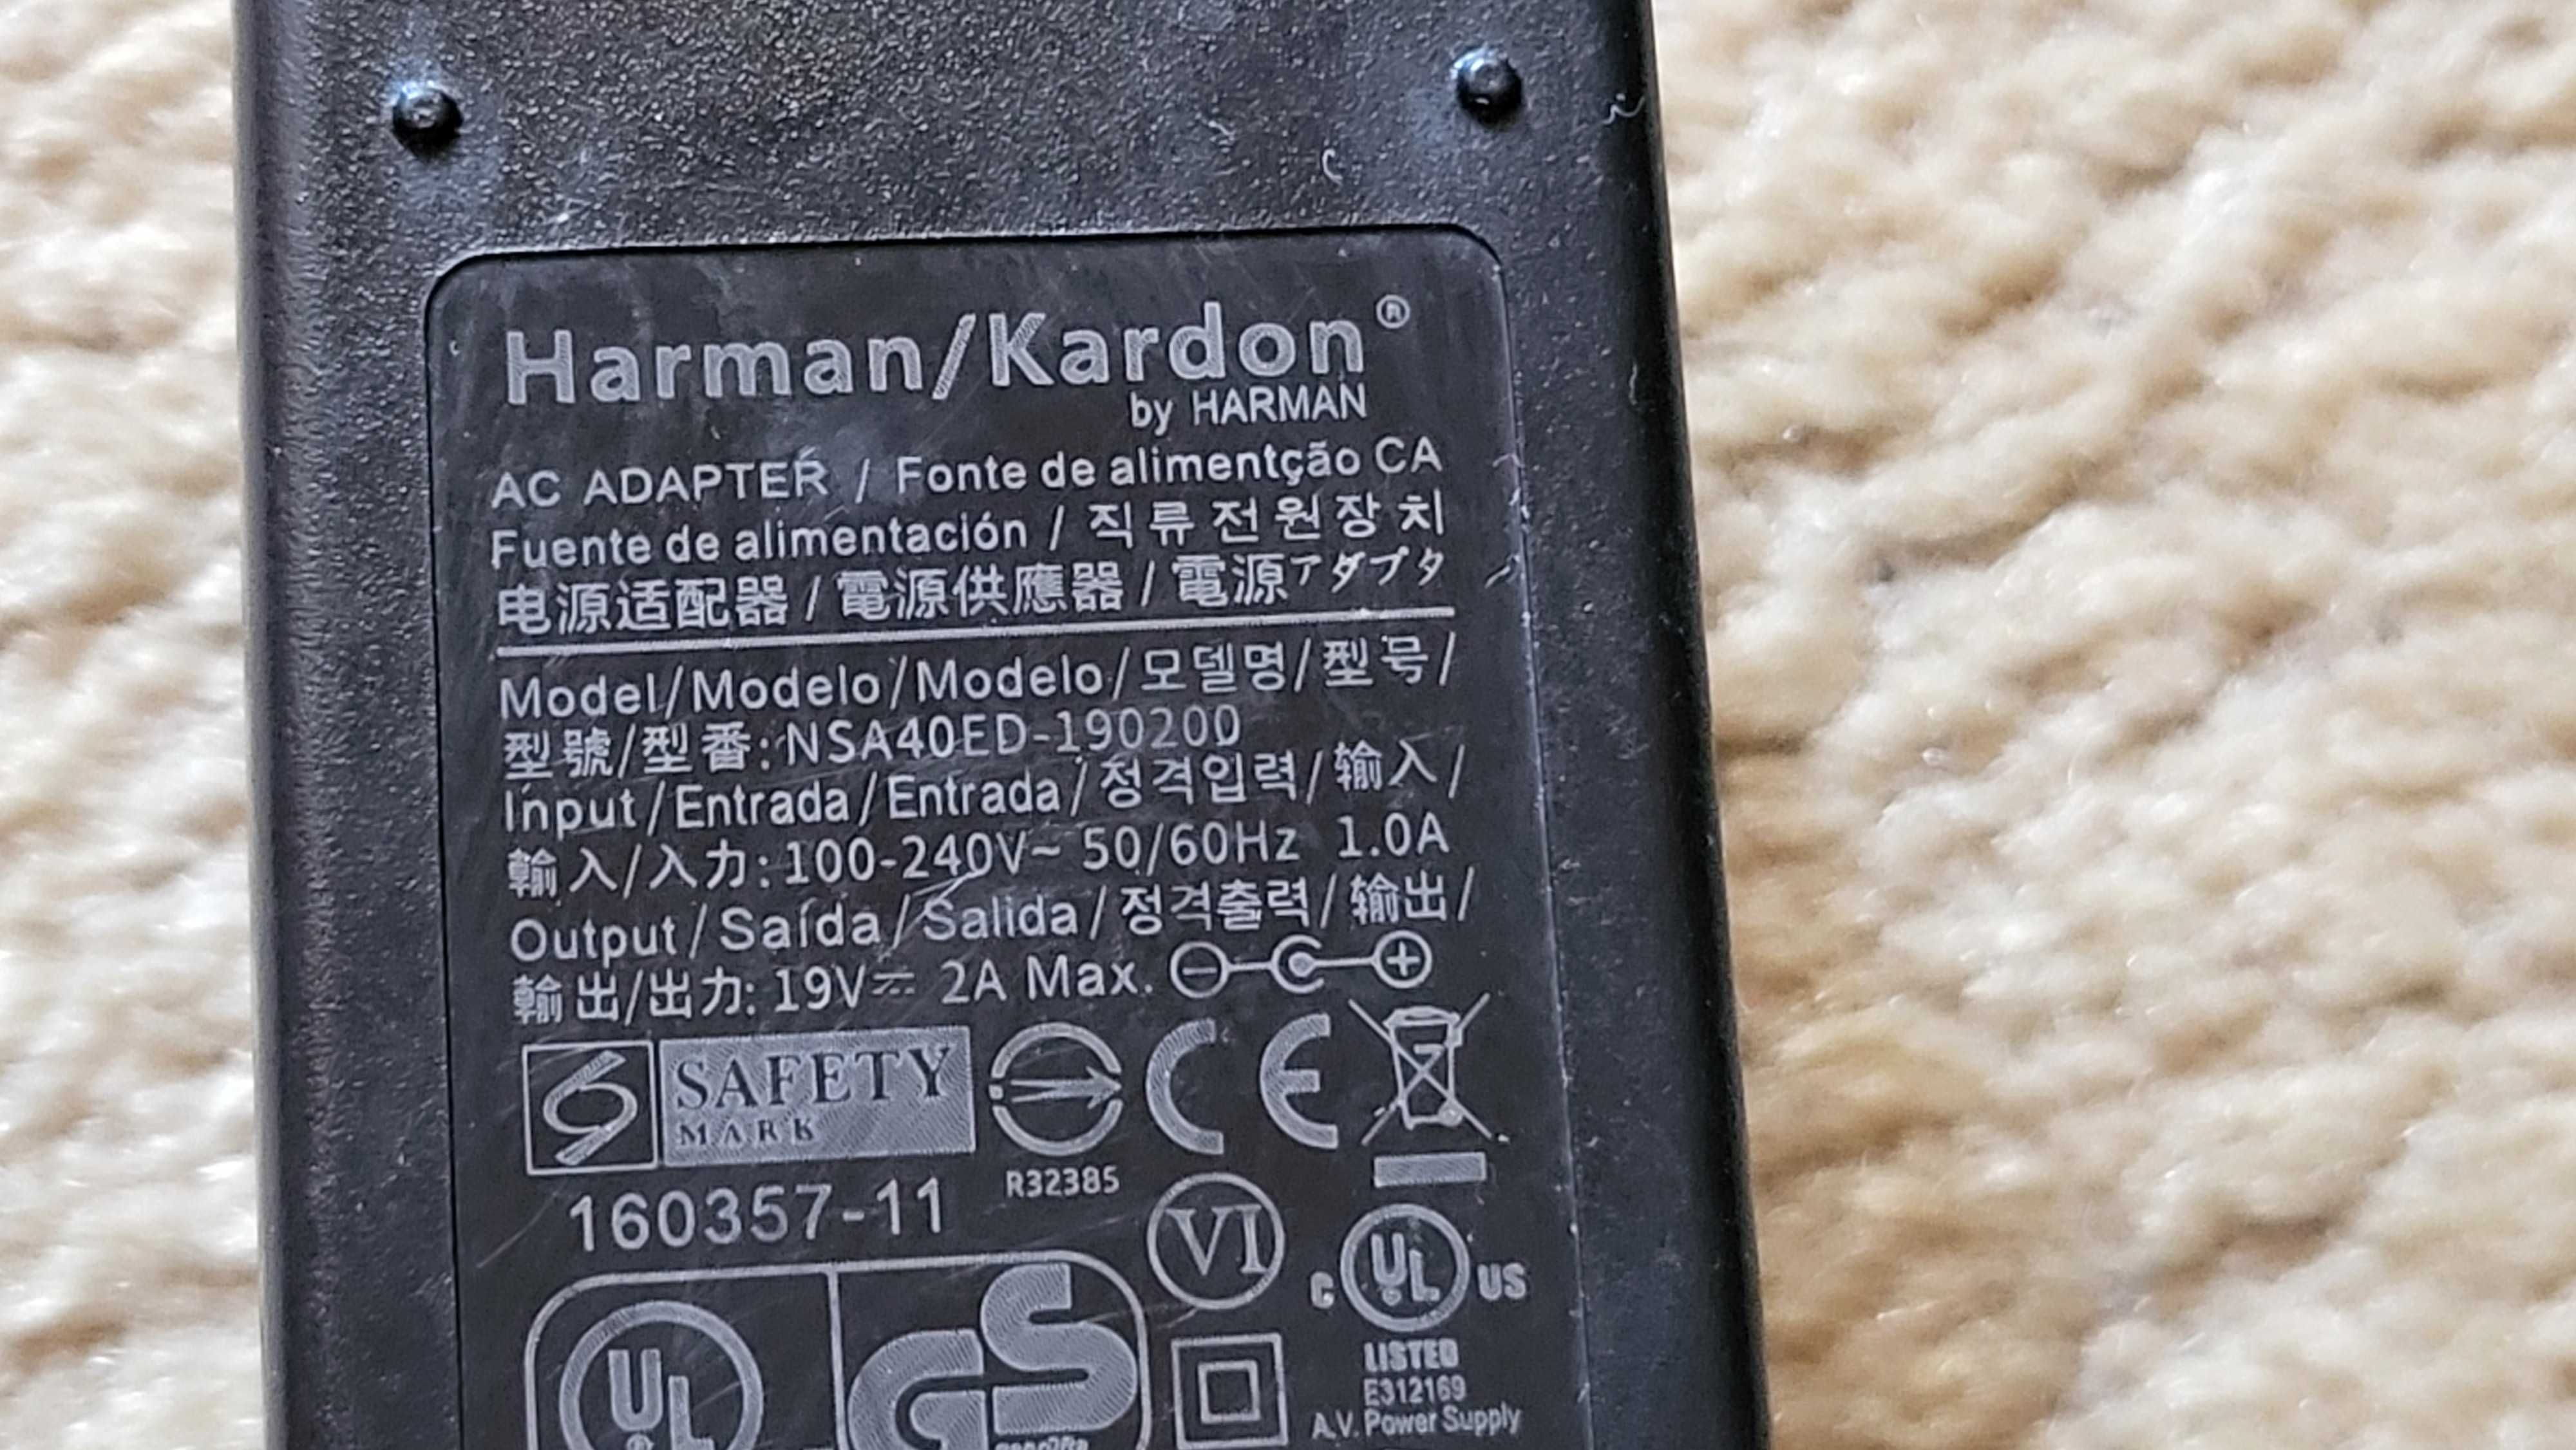 Harman/Kardon®
by HARMAN
AC ADAPTER / Fonte de alimentção CA
Fuente de alimentación / 직류전원장치
电源适配器 / 電源供應器 / 電源アダプタ
Model/Modelo/Modelo/모델명/型号/
型號/型番: NSA40ED-190200
Input/Entrada/Entrada/정격입력/输入/
輸入/入力: 100-240V~ 50/60Hz 1.0A
Output/Saída/Salida/정격출력/输出/
輸出/出力: 19V⎓ 2A Max.
SAFETY
MARK
CE
R32385
160357-11
VI
C UL US
LISTED
E312169
A.V. Power Supply
UL
GS